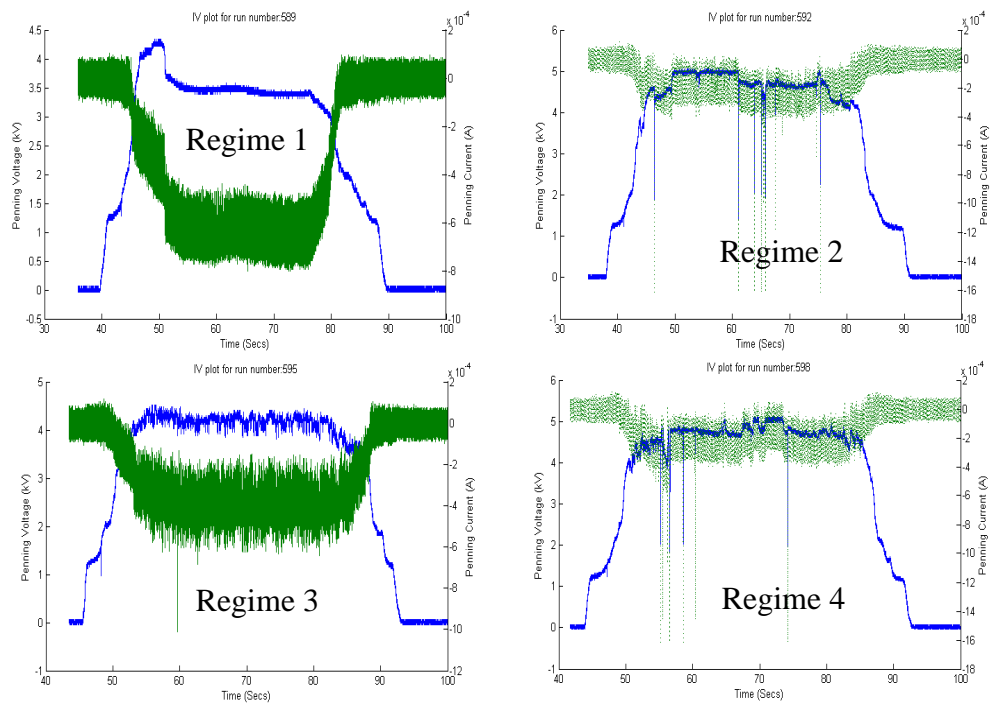 IV plot for run number:589
x 10^-4
4.5
4
3.5
3
2.5
2
1.5
1
0.5
0
-0.5
Penning Voltage (kV)
2
0
-2
-4
-6
-8
-10
Penning Current (A)
Regime 1
30 40 50 60 70 80 90 100
Time (Secs)
IV plot for run number:592
x 10^-4
6
5
4
3
2
1
0
-1
Penning Voltage (kV)
2
0
-2
-4
-6
-8
-10
-12
-14
-16
-18
Penning Current (A)
Regime 2
30 40 50 60 70 80 90 100
Time (Secs)
IV plot for run number:595
x 10^-4
5
4
3
2
1
0
-1
Penning Voltage (kV)
2
0
-2
-4
-6
-8
-10
-12
Penning Current (A)
Regime 3
40 50 60 70 80 90 100
Time (Secs)
IV plot for run number:598
x 10^-4
6
5
4
3
2
1
0
-1
Penning Voltage (kV)
2
0
-2
-4
-6
-8
-10
-12
-14
-16
-18
Penning Current (A)
Regime 4
40 50 60 70 80 90 100
Time (Secs)